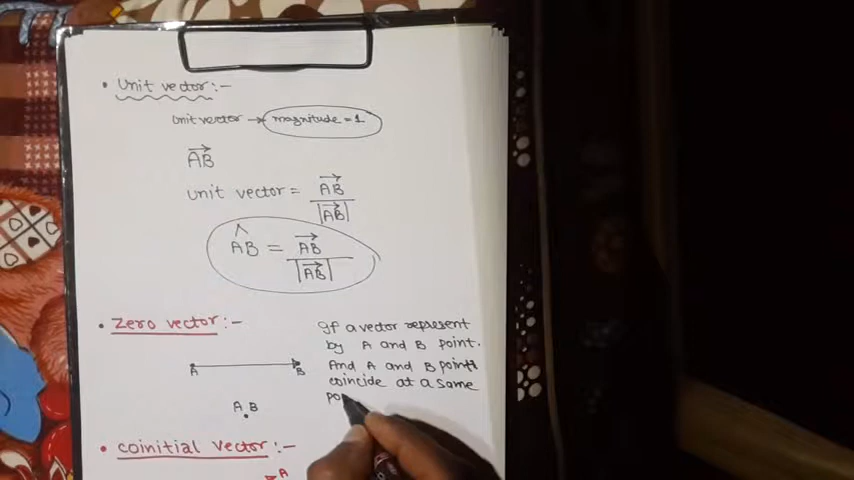 • Unit vector :-
Unit vector → magnitude = 1
AB
unit vector = AB / |AB|
AB = AB / |AB|
• Zero vector :-
If a vector represent
by A and B point.
And A and B point
coincide at a same
po
A B
A, B
• coinitial vector :-
A